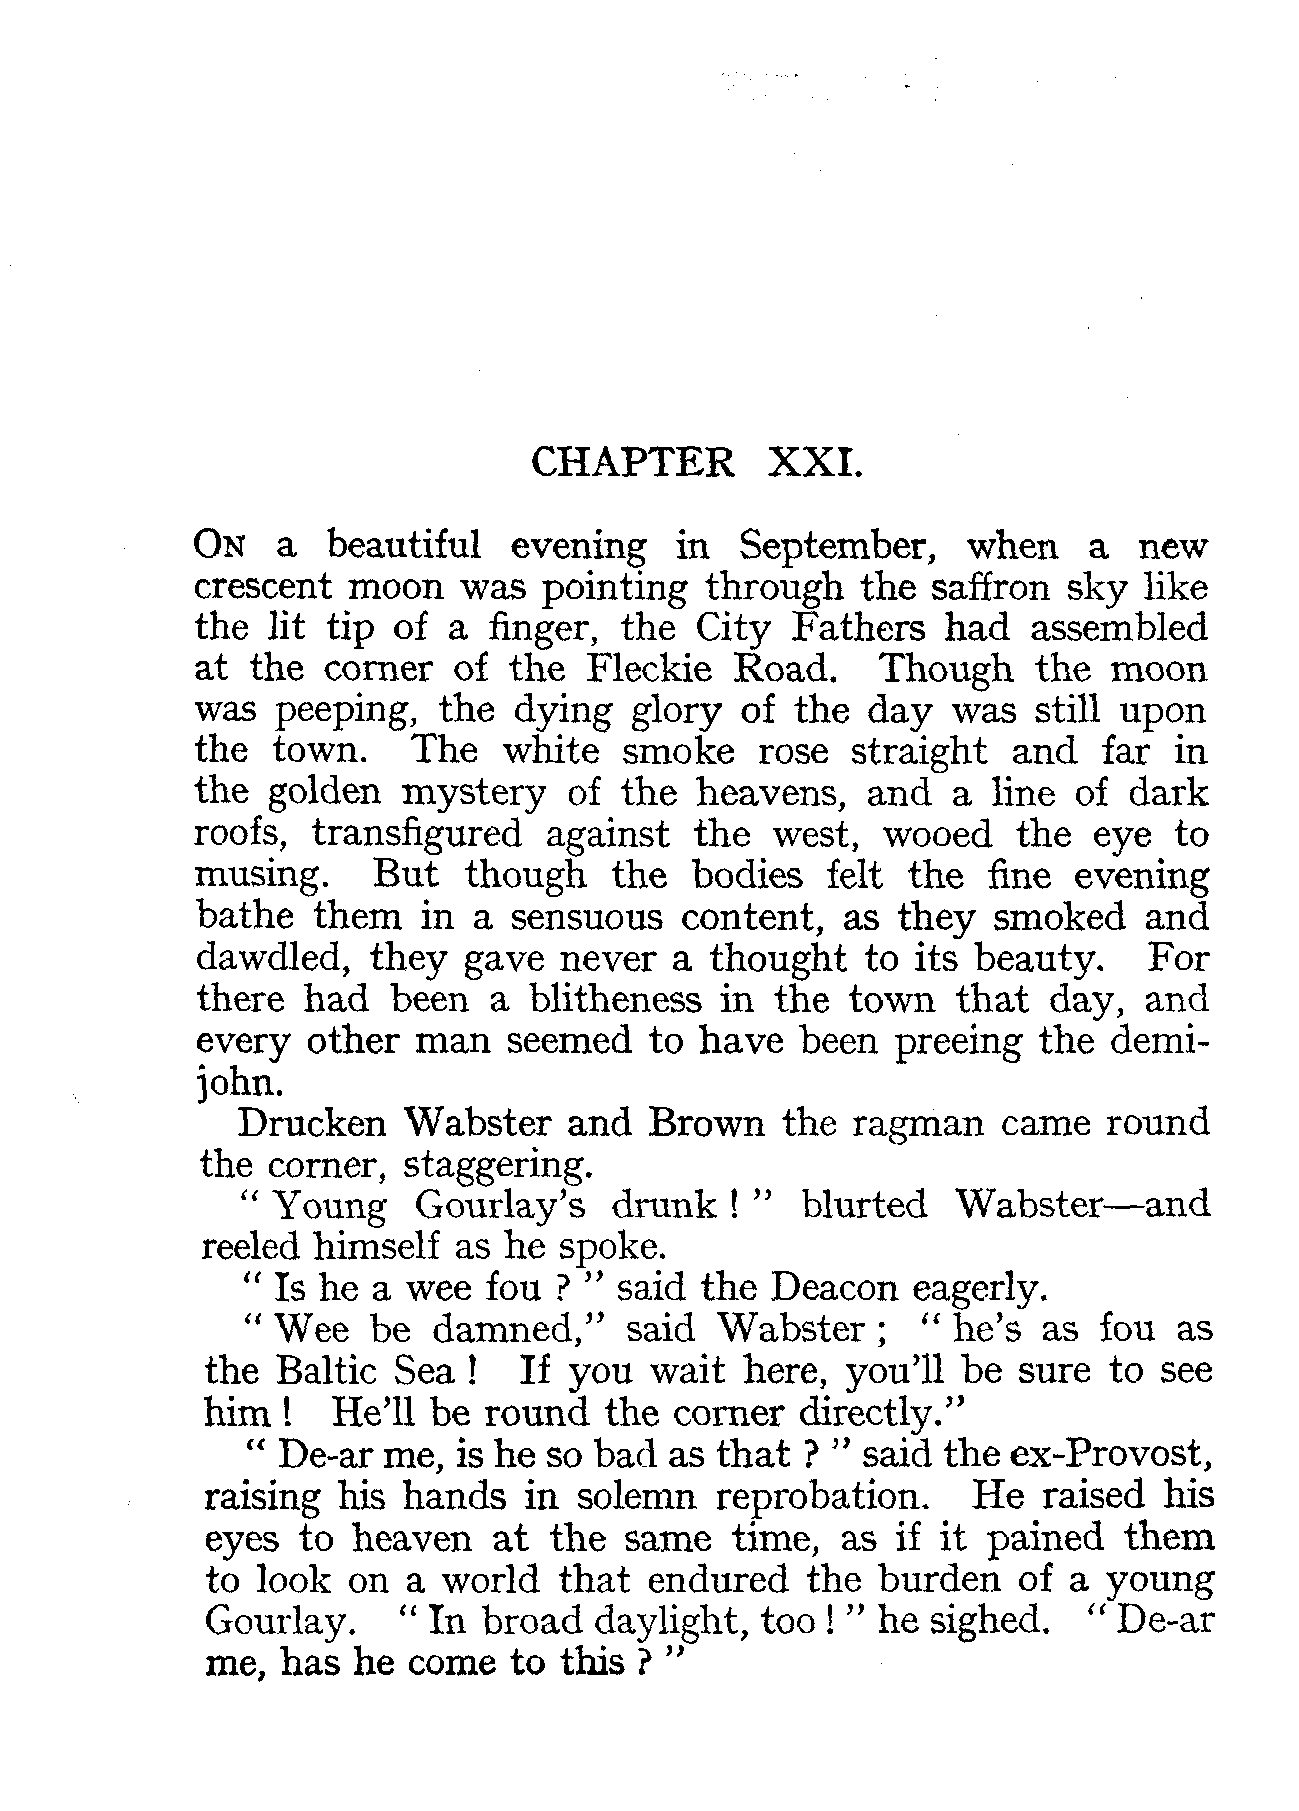 CHAPTER XXI.
ON a beautiful evening in September, when a new
crescent moon was pointing through the saffron sky like
the lit tip of a finger, the City Fathers had assembled
at the corner of the Fleckie Road. Though the moon
was peeping, the dying glory of the day was still upon
the town. The white smoke rose straight and far in
the golden mystery of the heavens, and a line of dark
roofs, transfigured against the west, wooed the eye to
musing. But though the bodies felt the fine evening
bathe them in a sensuous content, as they smoked and
dawdled, they gave never a thought to its beauty. For
there had been a blitheness in the town that day, and
every other man seemed to have been preeing the demi-
john.
Drucken Wabster and Brown the ragman came round
the corner, staggering.
“ Young Gourlay’s drunk ! ” blurted Wabster—and
reeled himself as he spoke.
“ Is he a wee fou ? ” said the Deacon eagerly.
“ Wee be damned,” said Wabster ; “ he’s as fou as
the Baltic Sea ! If you wait here, you’ll be sure to see
him ! He’ll be round the corner directly.”
“ De-ar me, is he so bad as that ? ” said the ex-Provost,
raising his hands in solemn reprobation. He raised his
eyes to heaven at the same time, as if it pained them
to look on a world that endured the burden of a young
Gourlay. “ In broad daylight, too ! ” he sighed. “ De-ar
me, has he come to this ? ”